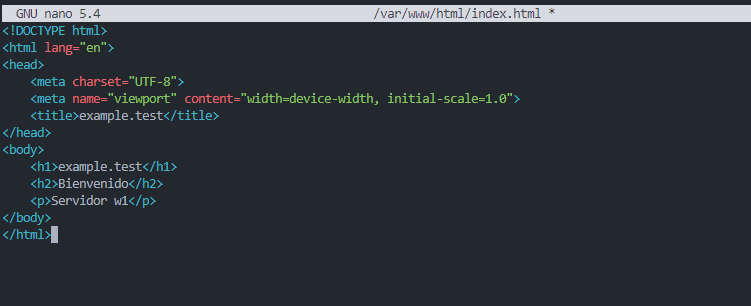 GNU nano 5.4 /var/www/html/index.html *
<!DOCTYPE html>
<html lang="en">
<head>
    <meta charset="UTF-8">
    <meta name="viewport" content="width=device-width, initial-scale=1.0">
    <title>example.test</title>
</head>
<body>
    <h1>example.test</h1>
    <h2>Bienvenido</h2>
    <p>Servidor w1</p>
</body>
</html>